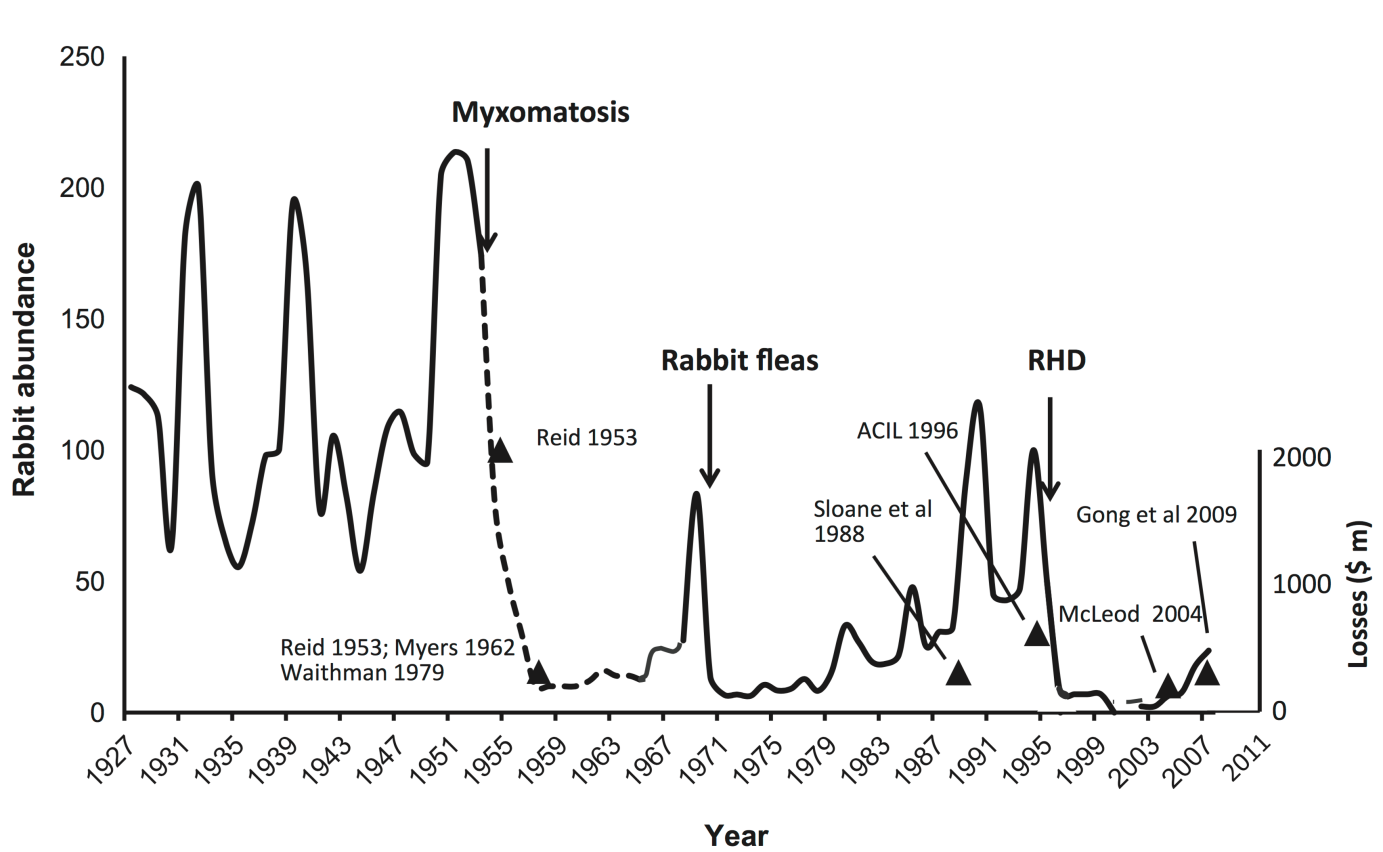 250
200
150
100
50
0
Rabbit abundance
Myxomatosis
Rabbit fleas
RHD
Reid 1953
ACIL 1996
Sloane et al
1988
Gong et al 2009
McLeod 2004
Reid 1953; Myers 1962
Waithman 1979
2000
1000
0
Losses ($ m)
1927
1931
1935
1939
1943
1947
1951
1955
1959
1963
1967
1971
1975
1979
1983
1987
1991
1995
1999
2003
2007
2011
Year